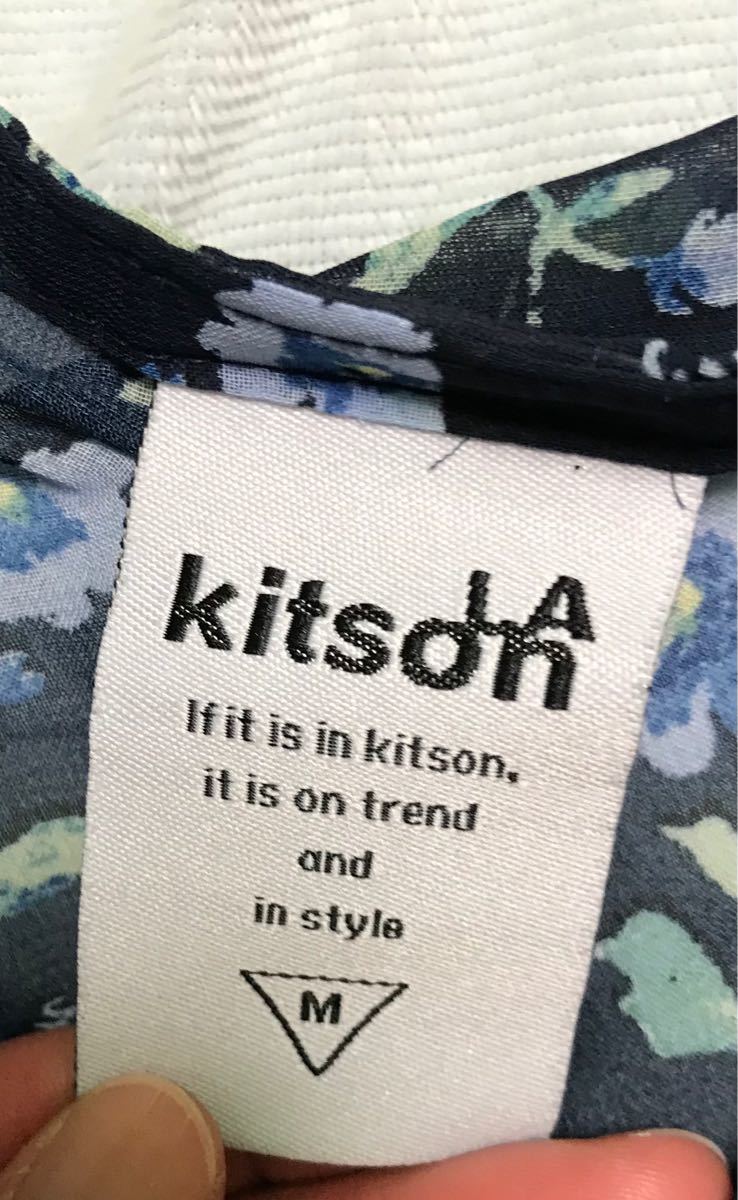 kitson LA
If it is in kitson,
it is on trend
and
in style
M